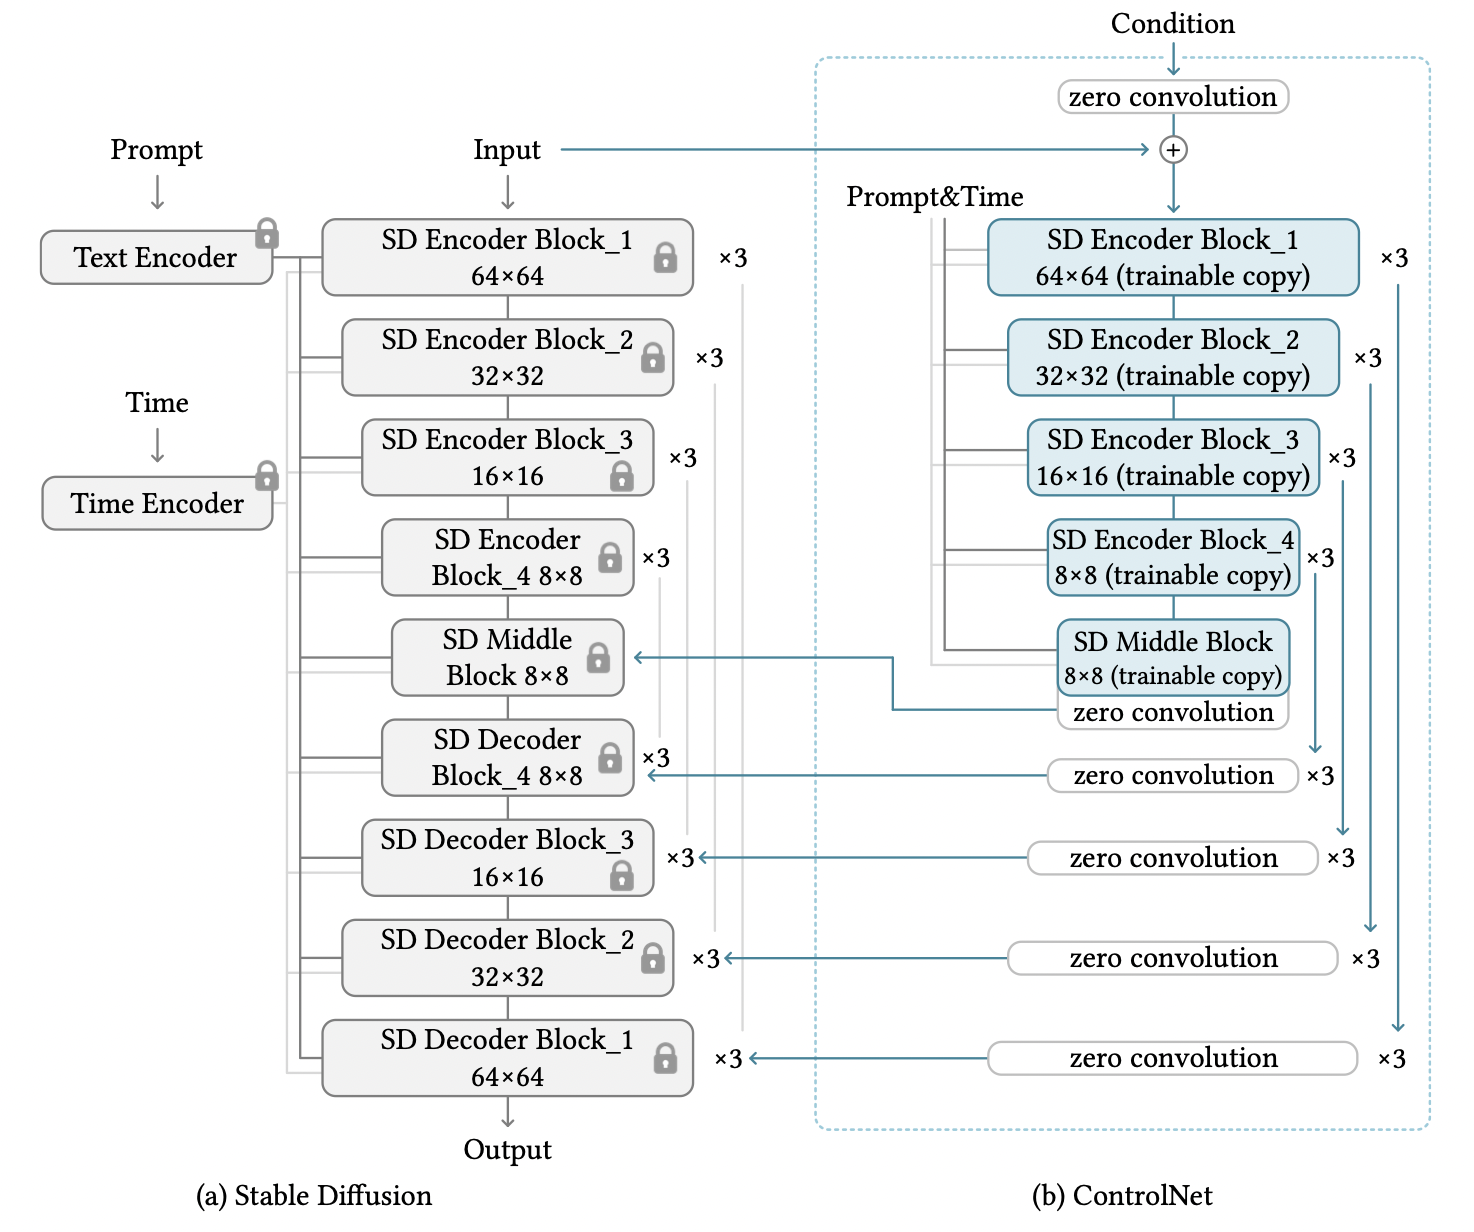 Condition
zero convolution
Prompt
Input
+
Prompt&Time
Text Encoder
SD Encoder Block_1
64×64
×3
SD Encoder Block_1
64×64 (trainable copy)
×3
SD Encoder Block_2
32×32
×3
SD Encoder Block_2
32×32 (trainable copy)
×3
Time
Time Encoder
SD Encoder Block_3
16×16
×3
SD Encoder Block_3
16×16 (trainable copy)
×3
SD Encoder
Block_4 8×8
×3
SD Encoder Block_4
8×8 (trainable copy)
×3
SD Middle
Block 8×8
SD Middle Block
8×8 (trainable copy)
zero convolution
SD Decoder
Block_4 8×8
×3
zero convolution
×3
SD Decoder Block_3
16×16
×3
zero convolution
×3
SD Decoder Block_2
32×32
×3
zero convolution
×3
SD Decoder Block_1
64×64
×3
zero convolution
×3
Output
(a) Stable Diffusion
(b) ControlNet